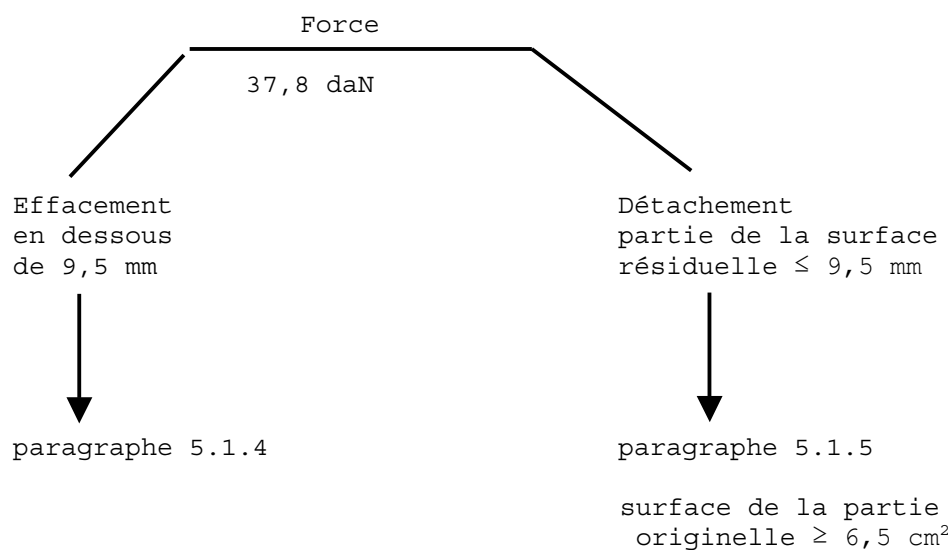 Force
37,8 daN
Effacement
en dessous
de 9,5 mm
Détachement
partie de la surface
résiduelle ≤ 9,5 mm
paragraphe 5.1.4
paragraphe 5.1.5
surface de la partie
originelle ≥ 6,5 cm²